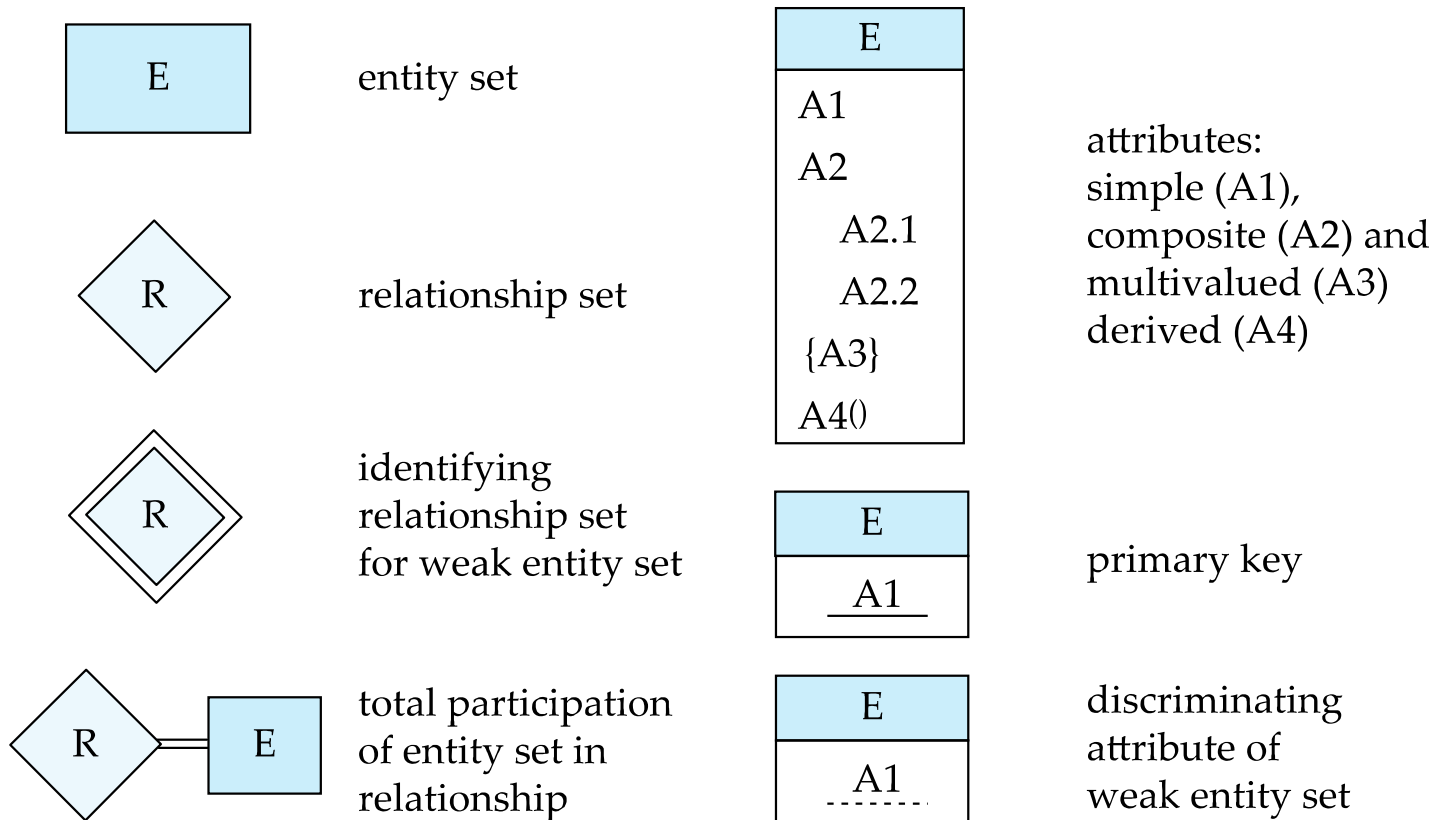 E
entity set
R
relationship set
R
identifying
relationship set
for weak entity set
R
E
total participation
of entity set in
relationship
E
A1
A2
A2.1
A2.2
{A3}
A4()
attributes:
simple (A1),
composite (A2) and
multivalued (A3)
derived (A4)
E
A1
primary key
E
A1
discriminating
attribute of
weak entity set